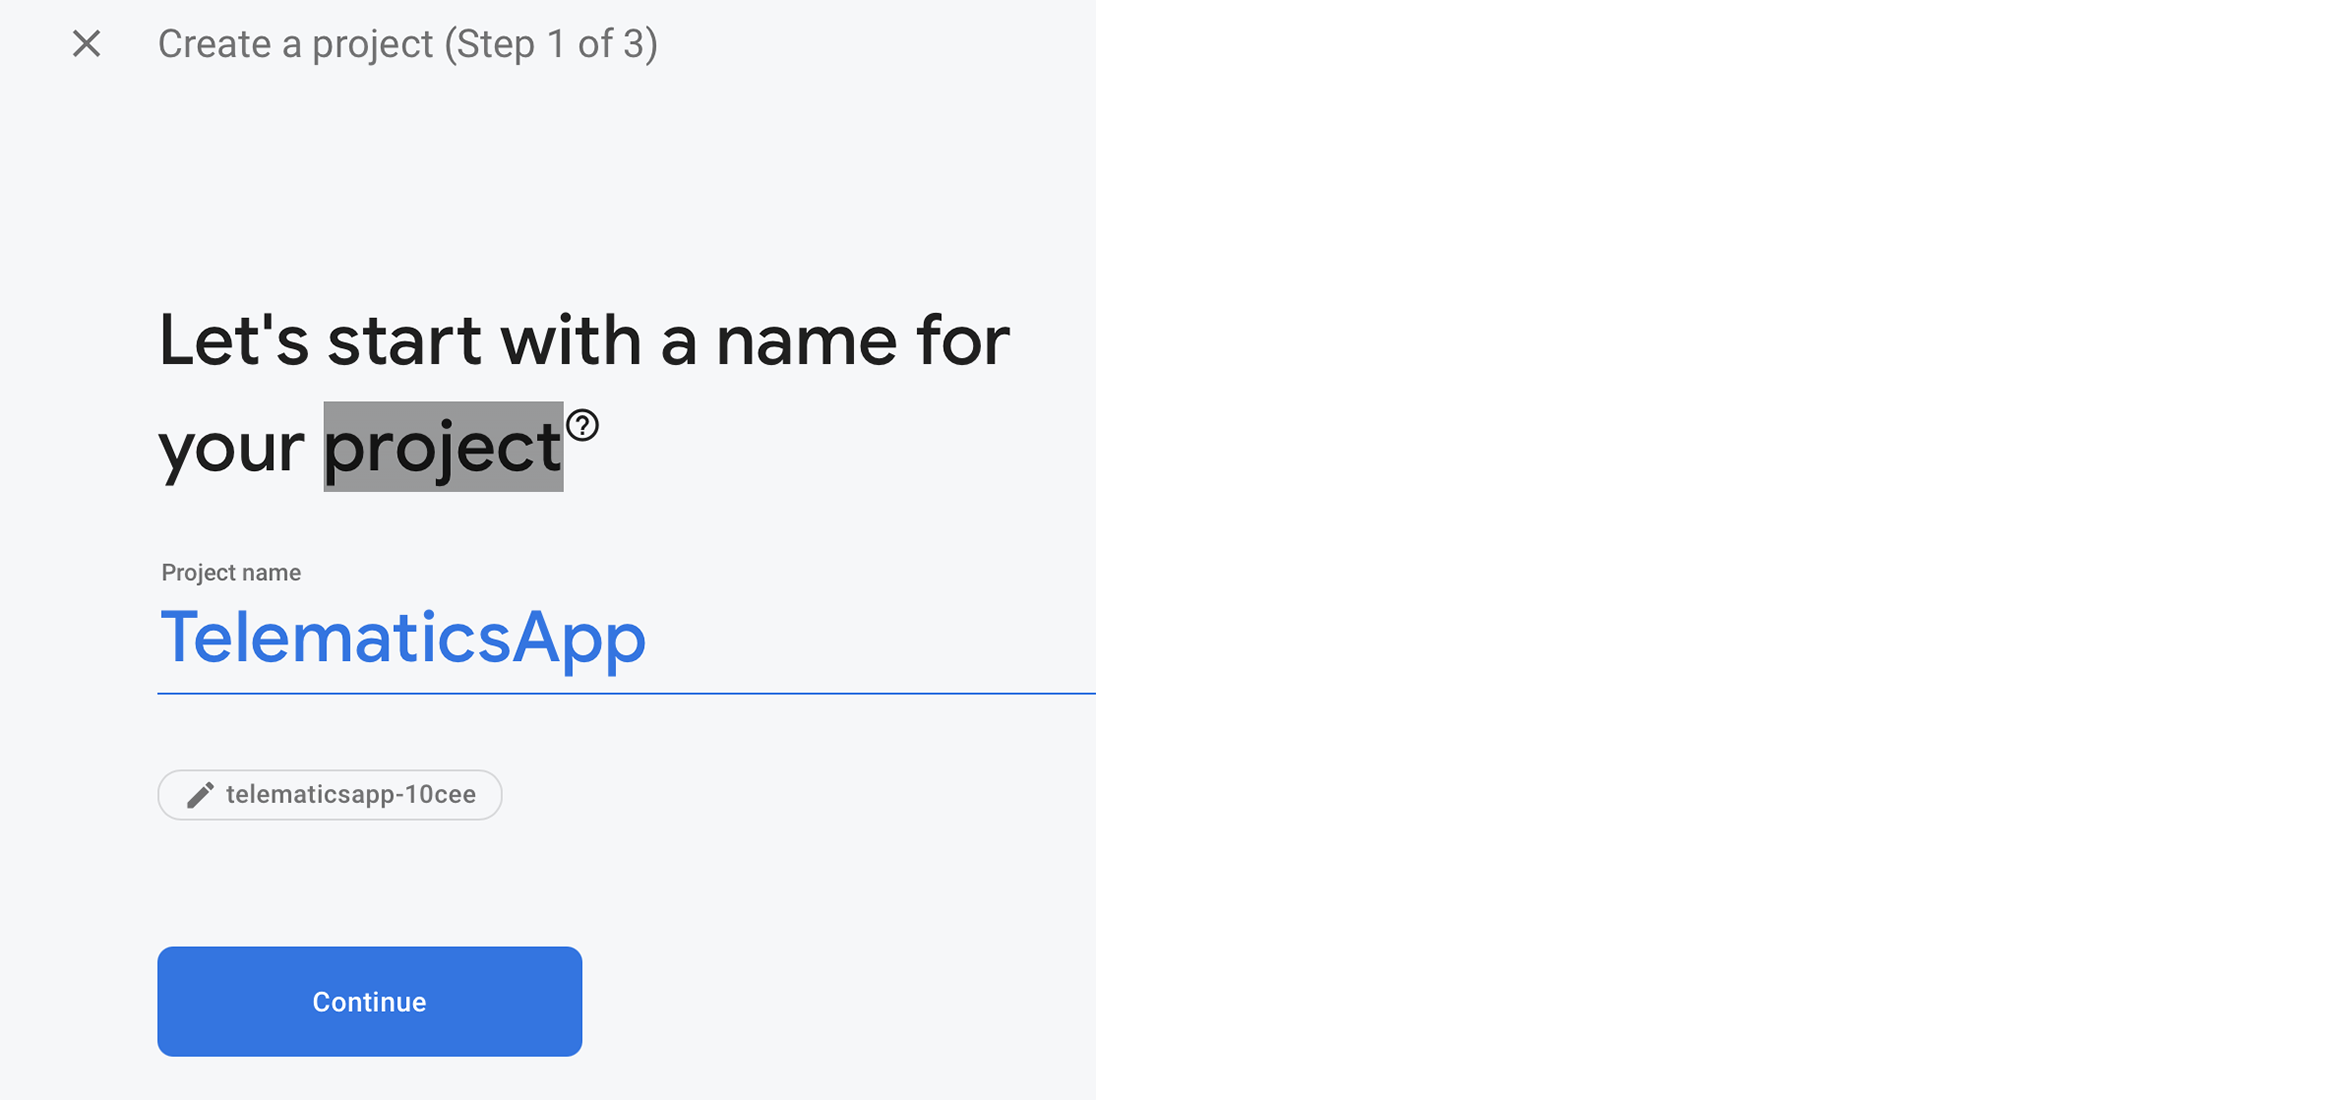 Create a project (Step 1 of 3)
Let's start with a name for
your project
Project name
TelematicsApp
telematicsapp-10cee
Continue